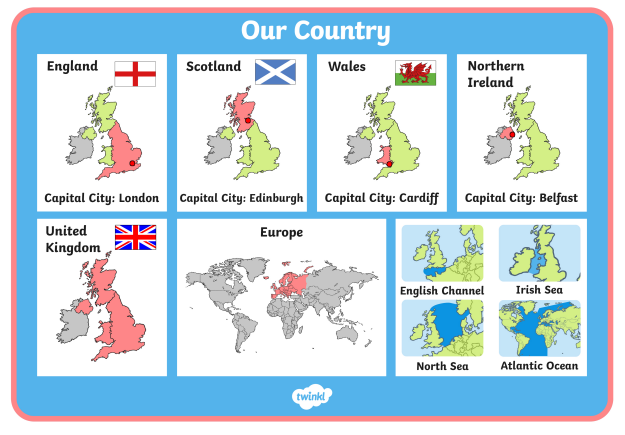 Our Country
England
Capital City: London
Scotland
Capital City: Edinburgh
Wales
Capital City: Cardiff
Northern
Ireland
Capital City: Belfast
United
Kingdom
Europe
English Channel
Irish Sea
North Sea
Atlantic Ocean
twinkl